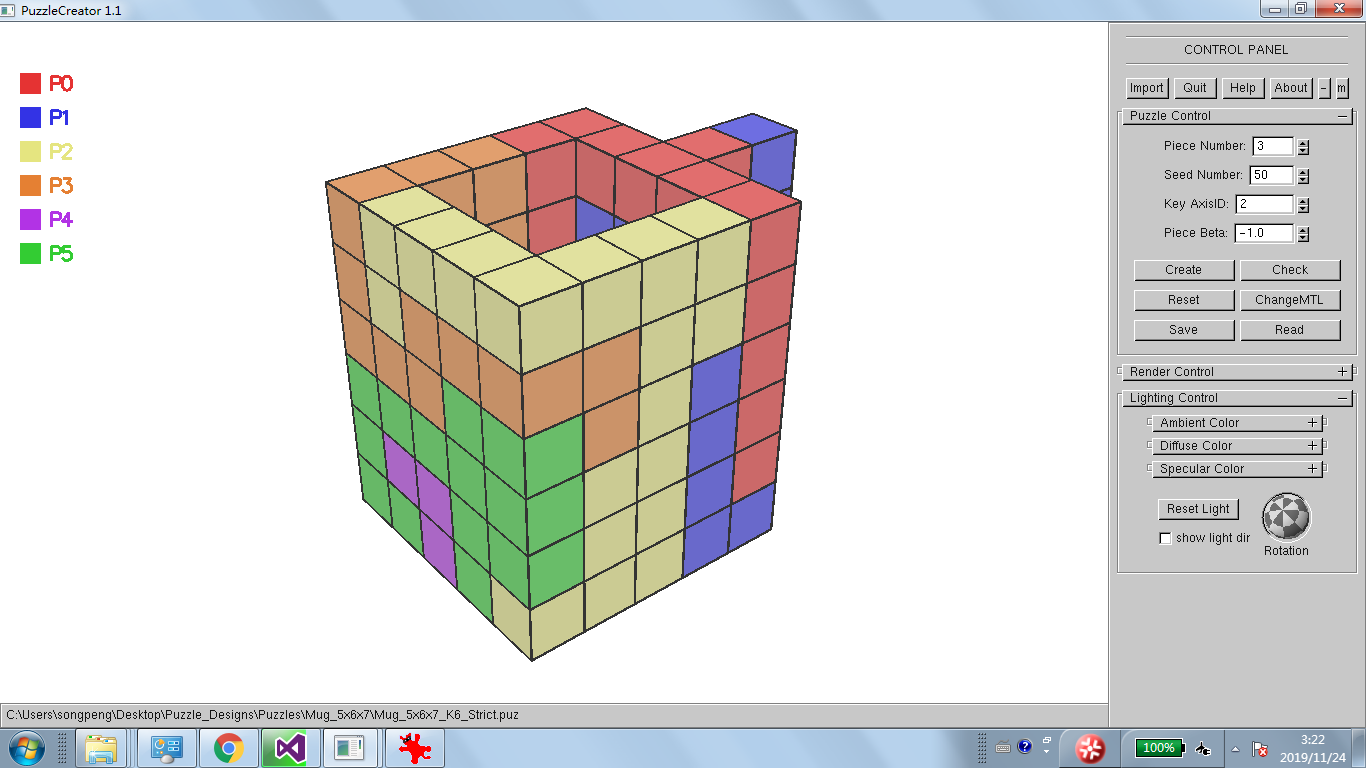 PuzzleCreator 1.1
P0
P1
P2
P3
P4
P5
CONTROL PANEL
Import Quit Help About - m
Puzzle Control
Piece Number: 3
Seed Number: 50
Key AxisID: 2
Piece Beta: -1.0
Create Check
Reset ChangeMTL
Save Read
Render Control
Lighting Control
Ambient Color
Diffuse Color
Specular Color
Reset Light
show light dir
Rotation
C:\Users\songpeng\Desktop\Puzzle_Designs\Puzzles\Mug_5x6x7\Mug_5x6x7_K6_Strict.puz
100%
3:22
2019/11/24